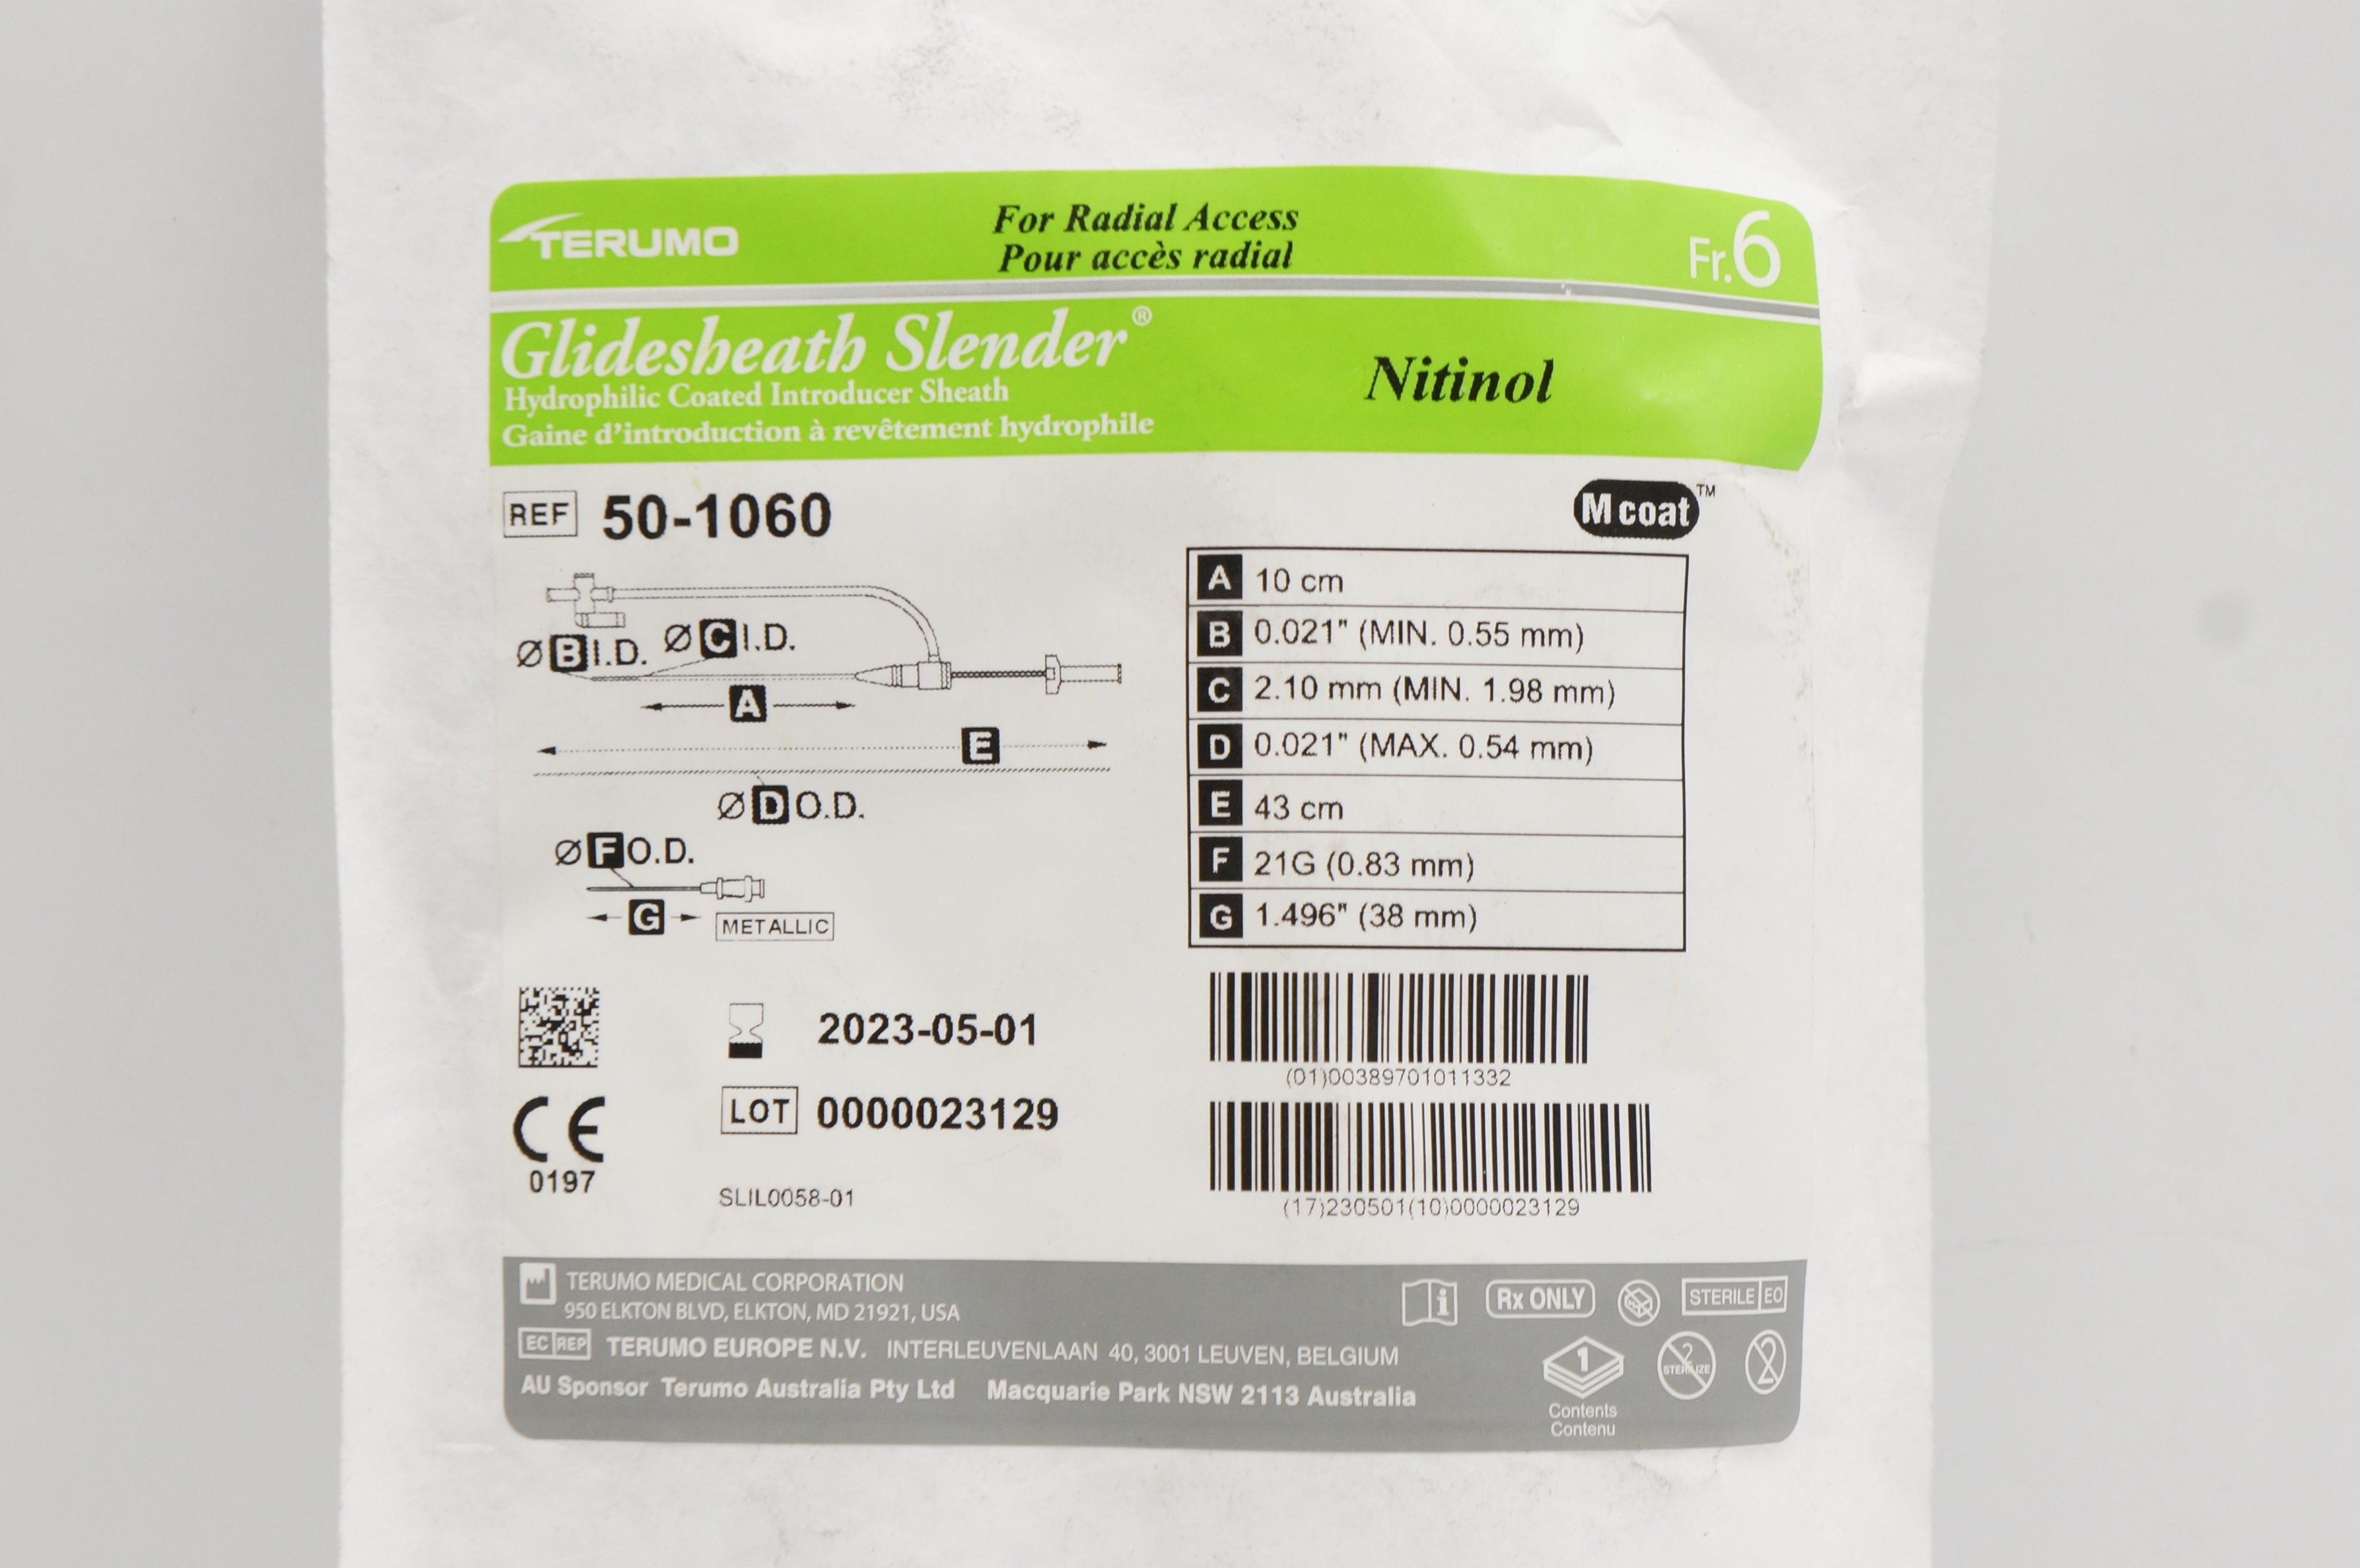 TERUMO
For Radial Access
Pour accès radial
Fr.6
Glidesheath Slender®
Hydrophilic Coated Introducer Sheath
Gaine d'introduction à revêtement hydrophile
Nitinol
REF 50-1060
M coat™
Ø B I.D. Ø C I.D.
A
E
Ø D O.D.
Ø F O.D.
G METALLIC
A 10 cm
B 0.021" (MIN. 0.55 mm)
C 2.10 mm (MIN. 1.98 mm)
D 0.021" (MAX. 0.54 mm)
E 43 cm
F 21G (0.83 mm)
G 1.496" (38 mm)
2023-05-01
(01)00389701011332
CE
0197
LOT 0000023129
SLIL0058-01
(17)230501(10)0000023129
TERUMO MEDICAL CORPORATION
950 ELKTON BLVD, ELKTON, MD 21921, USA
EC REP TERUMO EUROPE N.V. INTERLEUVENLAAN 40, 3001 LEUVEN, BELGIUM
AU Sponsor Terumo Australia Pty Ltd Macquarie Park NSW 2113 Australia
i Rx ONLY STERILE EO
1
Contents
Contenu
2
STERILIZE
2